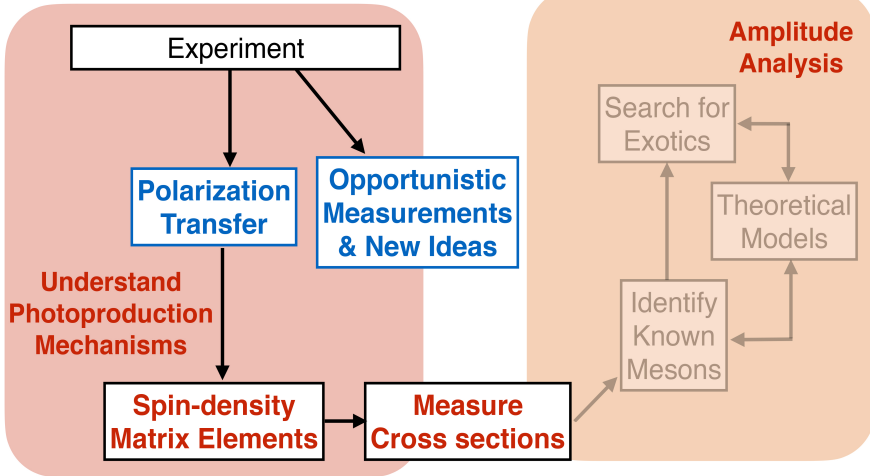 Experiment
Polarization
Transfer
Opportunistic
Measurements
& New Ideas
Understand
Photoproduction
Mechanisms
Spin-density
Matrix Elements
Measure
Cross sections
Amplitude
Analysis
Search for
Exotics
Theoretical
Models
Identify
Known
Mesons